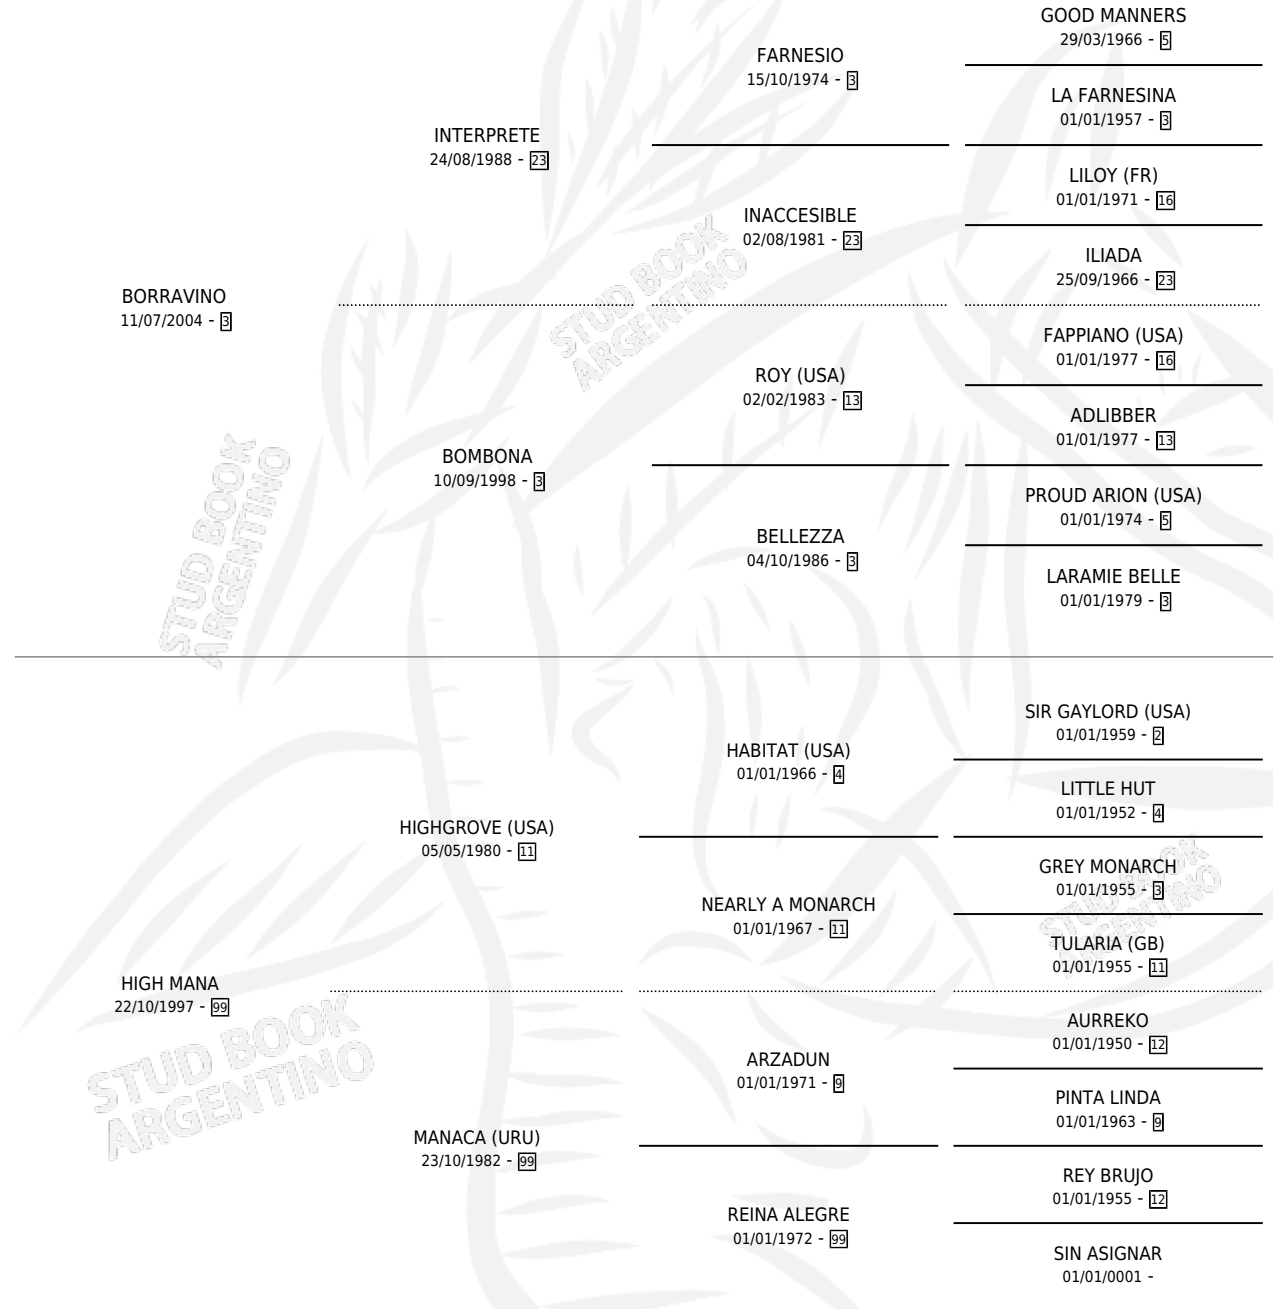 GOOD MANNERS
29/03/1966 - 5
FARNESIO
15/10/1974 - 3
LA FARNESINA
01/01/1957 - 3
INTERPRETE
24/08/1988 - 23
LILOY (FR)
01/01/1971 - 16
INACCESIBLE
02/08/1981 - 23
ILIADA
25/09/1966 - 23
BORRAVINO
11/07/2004 - 3
FAPPIANO (USA)
01/01/1977 - 16
ROY (USA)
02/02/1983 - 13
ADLIBBER
01/01/1977 - 13
BOMBONA
10/09/1998 - 3
PROUD ARION (USA)
01/01/1974 - 5
BELLEZZA
04/10/1986 - 3
LARAMIE BELLE
01/01/1979 - 3
STUD BOOK
ARGENTINO
STUD BOOK
ARGENTINO
SIR GAYLORD (USA)
01/01/1959 - 2
HABITAT (USA)
01/01/1966 - 4
LITTLE HUT
01/01/1952 - 4
HIGHGROVE (USA)
05/05/1980 - 11
GREY MONARCH
01/01/1955 - 3
NEARLY A MONARCH
01/01/1967 - 11
TULARIA (GB)
01/01/1955 - 11
STUD BOOK
ARGENTINO
HIGH MANA
22/10/1997 - 99
AURREKO
01/01/1950 - 12
ARZADUN
01/01/1971 - 9
PINTA LINDA
01/01/1963 - 9
MANACA (URU)
23/10/1982 - 99
REY BRUJO
01/01/1955 - 12
REINA ALEGRE
01/01/1972 - 99
SIN ASIGNAR
01/01/0001 -
STUD BOOK
ARGENTINO